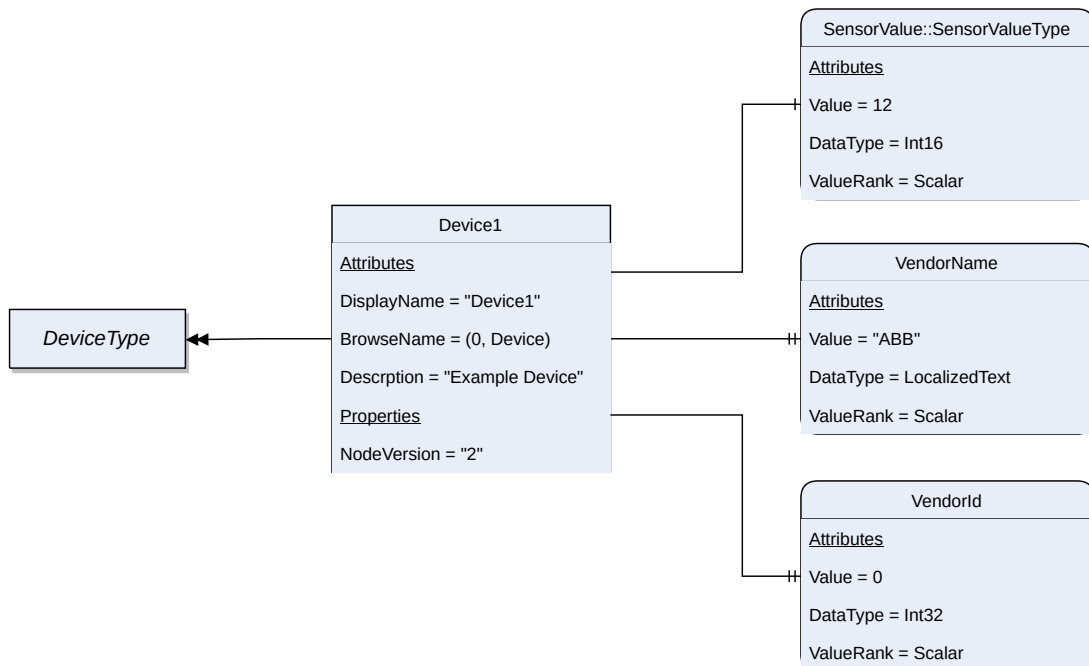 DeviceType
Device1
Attributes
DisplayName = "Device1"
BrowseName = (0, Device)
Descrption = "Example Device"
Properties
NodeVersion = "2"
SensorValue::SensorValueType
Attributes
Value = 12
DataType = Int16
ValueRank = Scalar
VendorName
Attributes
Value = "ABB"
DataType = LocalizedText
ValueRank = Scalar
VendorId
Attributes
Value = 0
DataType = Int32
ValueRank = Scalar